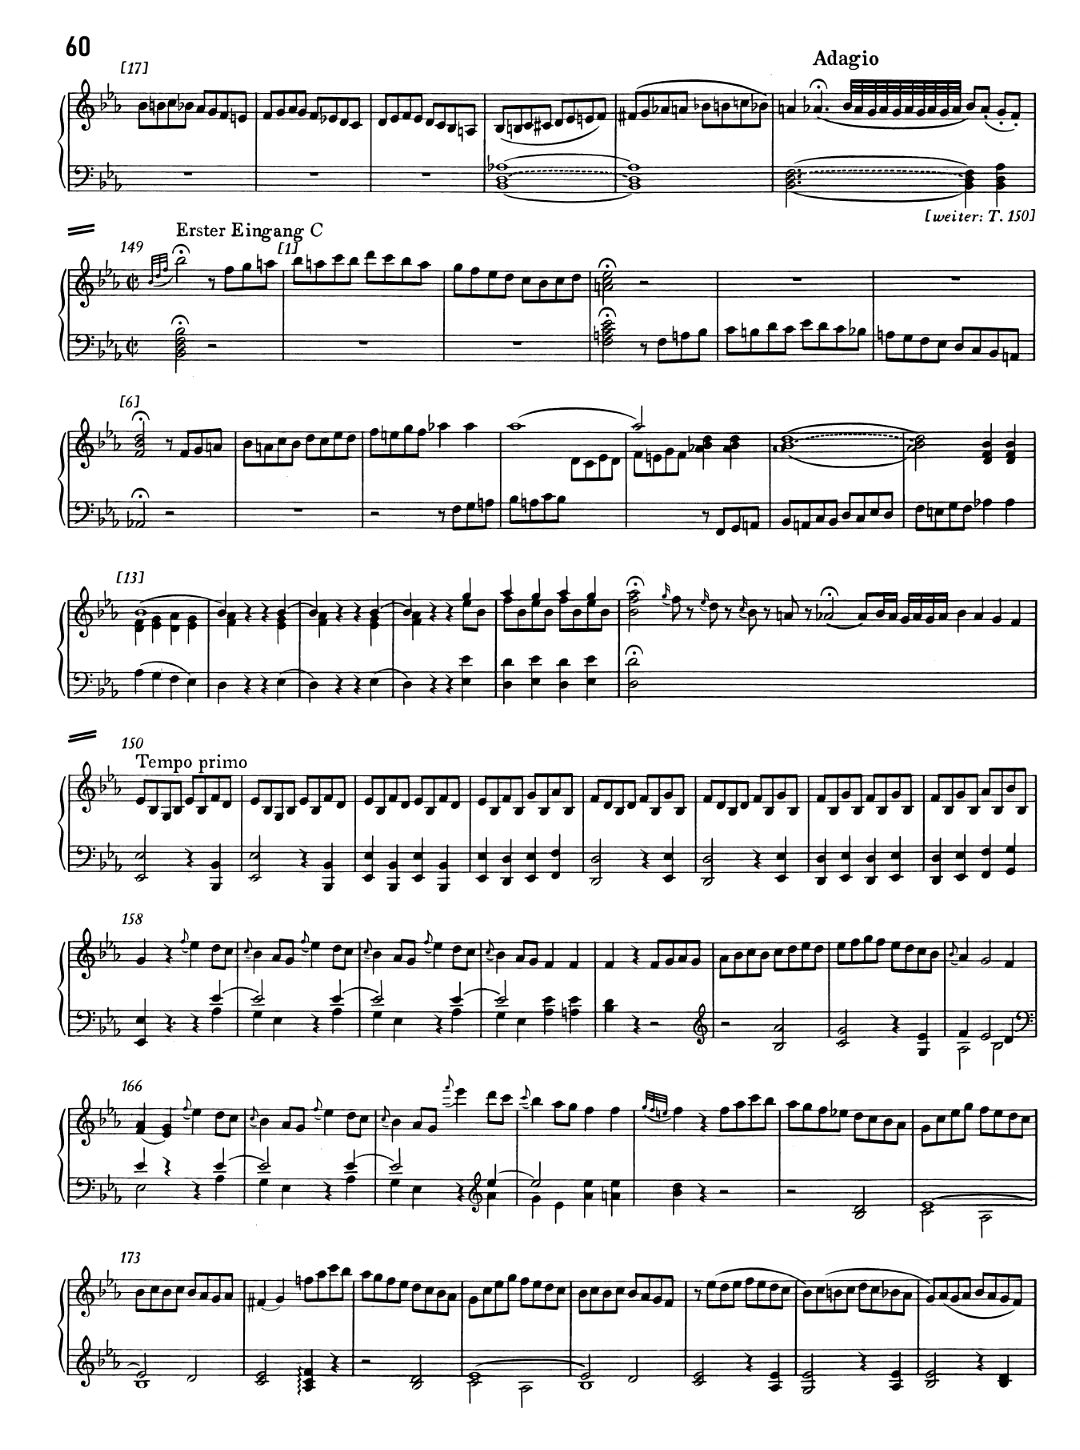 60
[17]
Adagio
[weiter: T. 150]
Erster Eingang C
149
[1]
[6]
[13]
150
Tempo primo
158
166
173